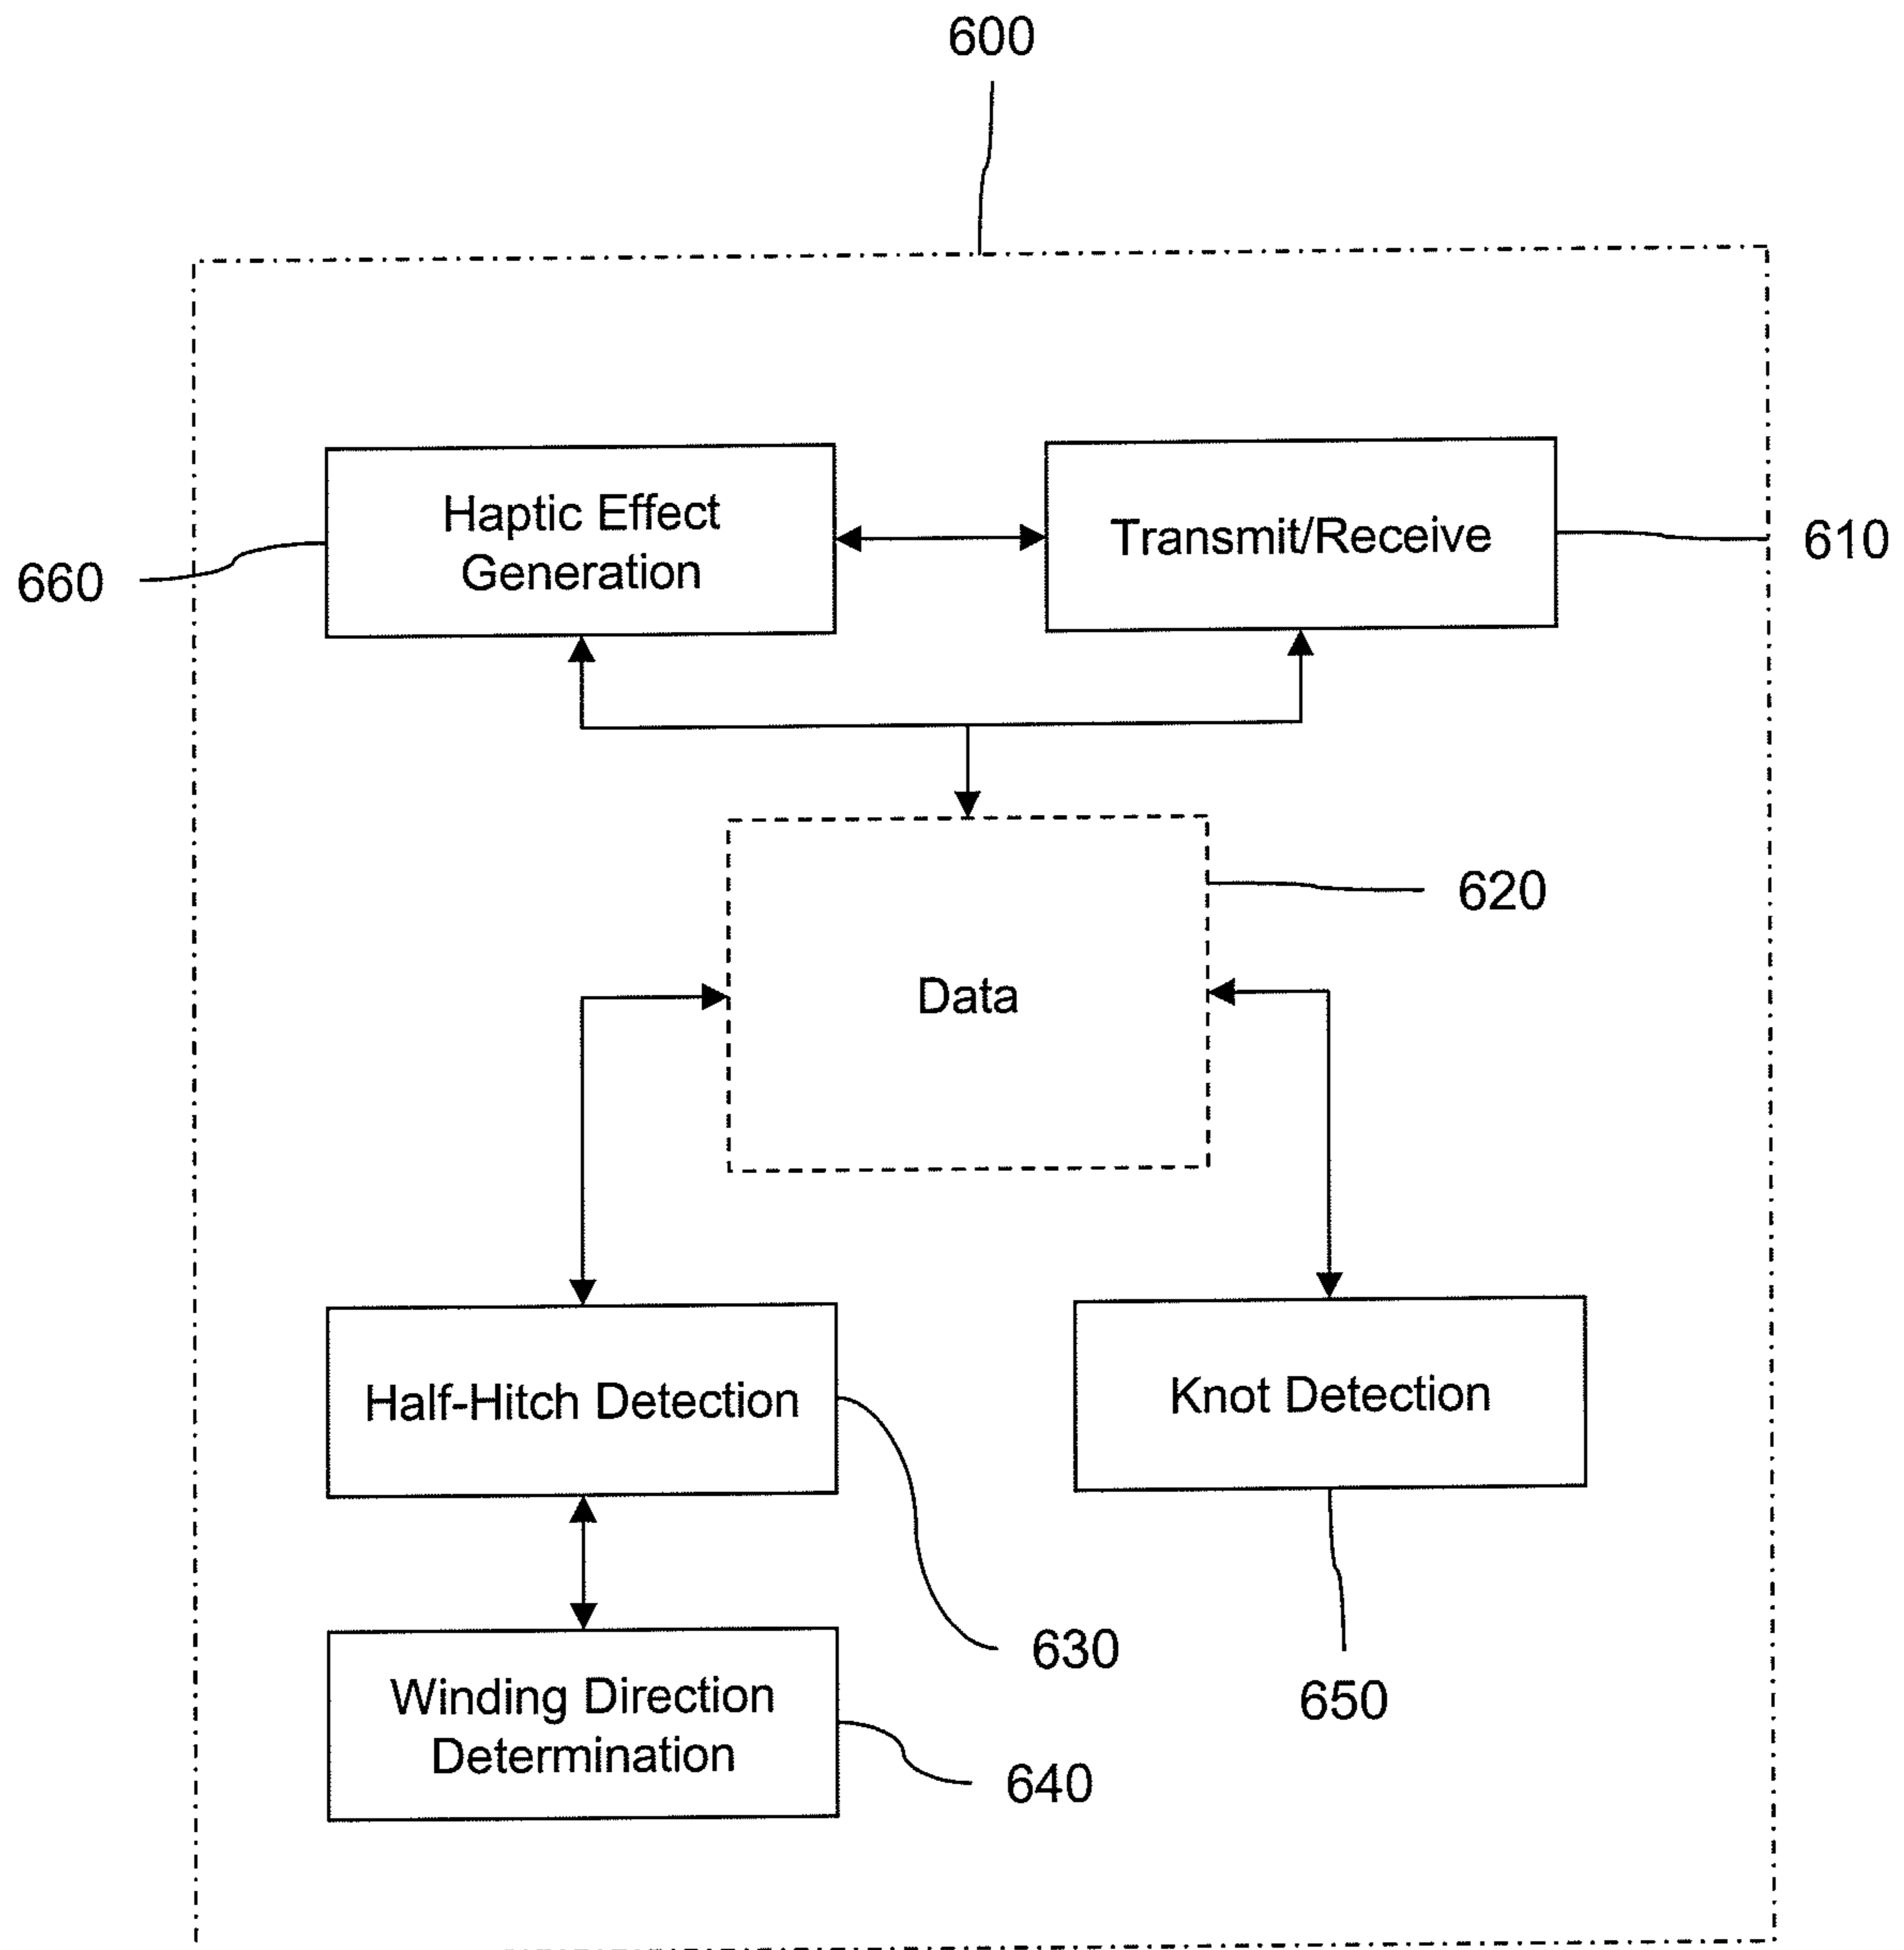 600
Haptic Effect
Generation
Transmit/Receive
610
660
620
Data
Half-Hitch Detection
Knot Detection
630
650
Winding Direction
Determination
640